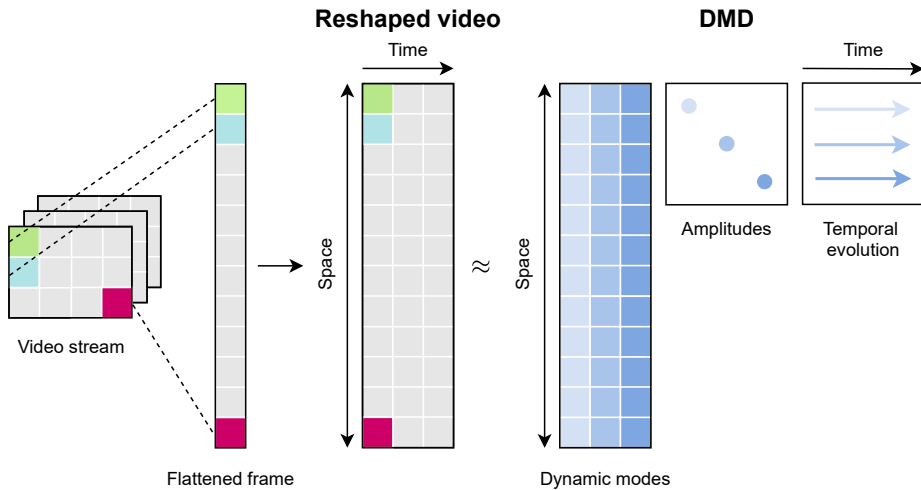 Reshaped video
DMD
Time
Time
Space
Space
Amplitudes
Temporal
evolution
Video stream
Flattened frame
Dynamic modes